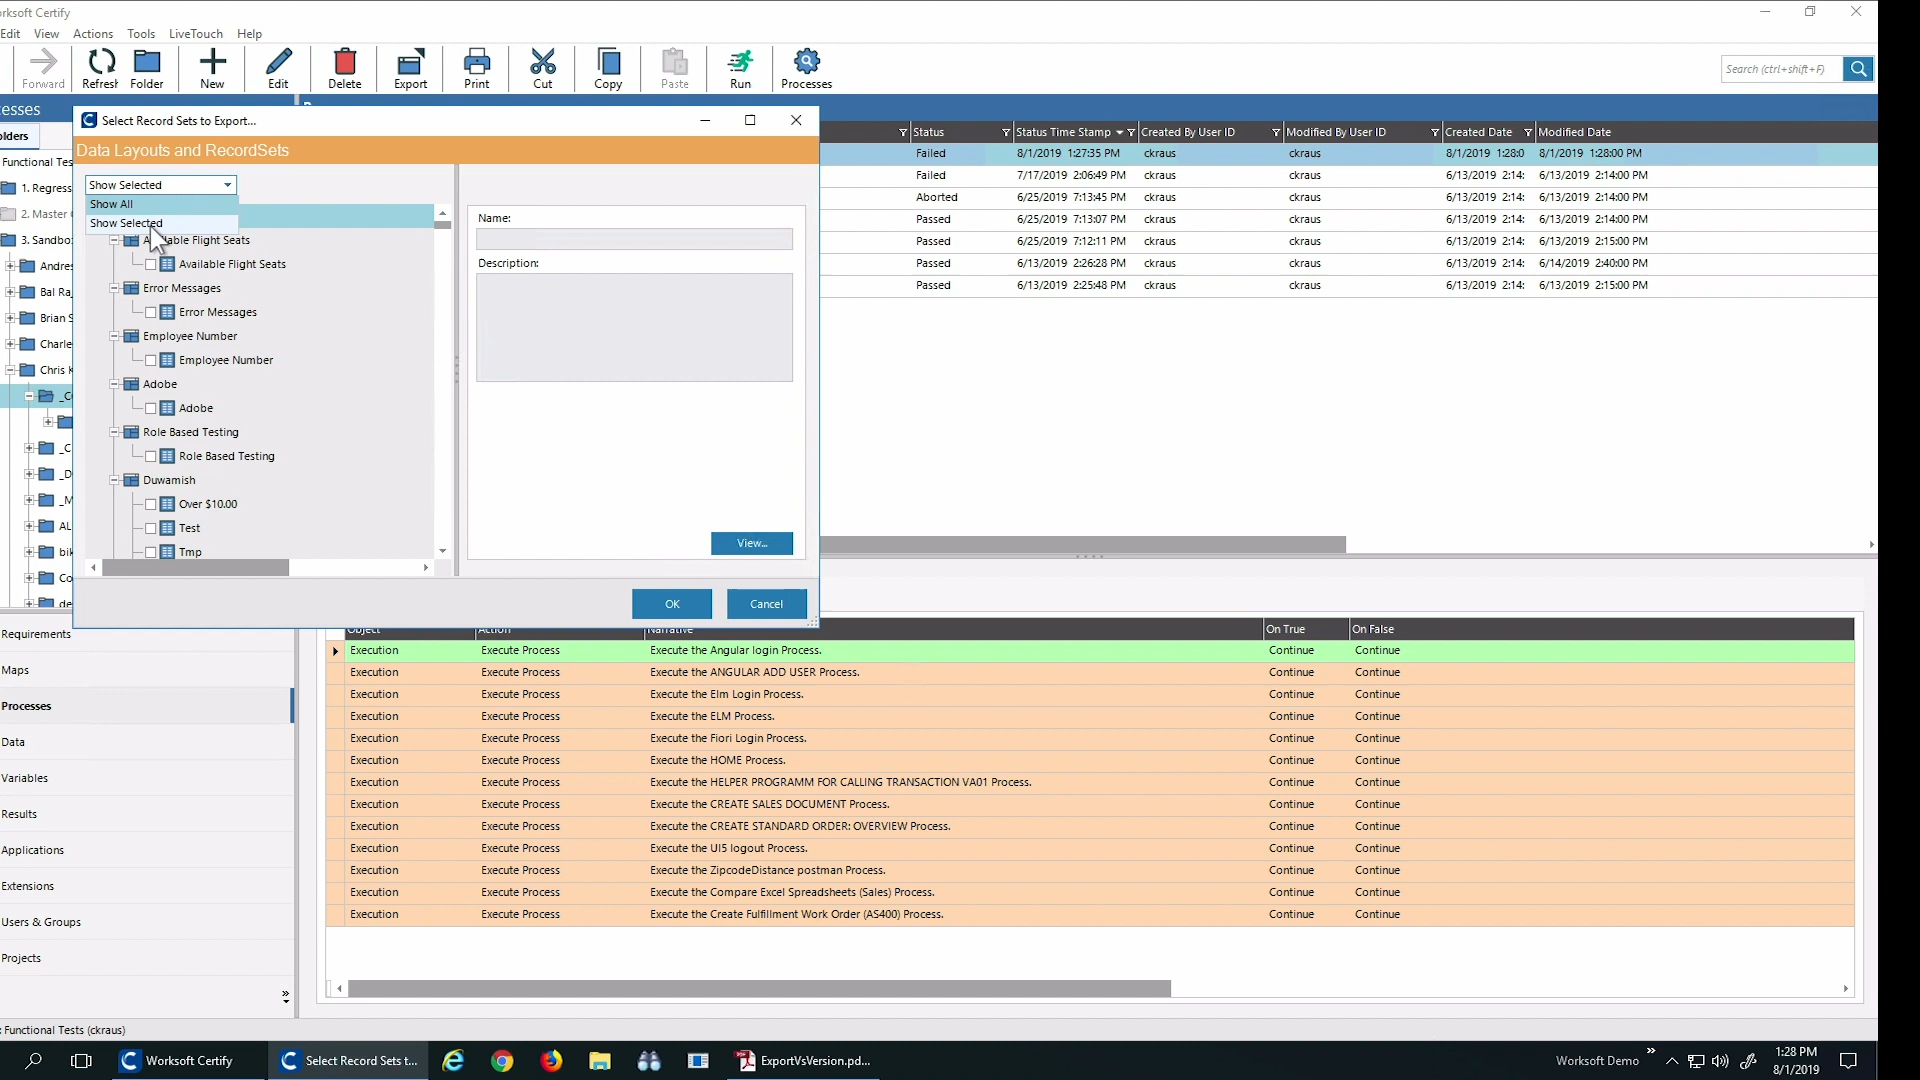 rksoft Certify
Edit View Actions Tools LiveTouch Help
Forward Refresh Folder New Edit Delete Export Print Cut Copy Paste Run Processes
Search (ctrl+shift+F)
esses
Select Record Sets to Export...
Data Layouts and RecordSets
olders
Functional Tes
1. Regress
2. Master
3. Sandbo
Andre
Bal Ra
Brian S
Charle
Chris K
_C
_D
_M
AL
bik
Co
de
Show Selected
Show All
Show Selected
Available Flight Seats
Error Messages
Error Messages
Employee Number
Employee Number
Adobe
Adobe
Role Based Testing
Role Based Testing
Duwamish
Over $10.00
Test
Tmp
Name:
Description:
View...
OK Cancel
Status Status Time Stamp Created By User ID Modified By User ID Created Date Modified Date
Failed 8/1/2019 1:27:35 PM ckraus ckraus 8/1/2019 1:28:0 8/1/2019 1:28:00 PM
Failed 7/17/2019 2:06:49 PM ckraus ckraus 6/13/2019 2:14: 6/13/2019 2:14:00 PM
Aborted 6/25/2019 7:13:45 PM ckraus ckraus 6/13/2019 2:14: 6/13/2019 2:14:00 PM
Passed 6/25/2019 7:13:07 PM ckraus ckraus 6/13/2019 2:14: 6/13/2019 2:14:00 PM
Passed 6/25/2019 7:12:11 PM ckraus ckraus 6/13/2019 2:14: 6/13/2019 2:15:00 PM
Passed 6/13/2019 2:26:28 PM ckraus ckraus 6/13/2019 2:14: 6/14/2019 2:40:00 PM
Passed 6/13/2019 2:25:48 PM ckraus ckraus 6/13/2019 2:14: 6/13/2019 2:15:00 PM
Requirements
Maps
Processes
Data
Variables
Results
Applications
Extensions
Users & Groups
Projects
Object Action Narrative On True On False
Execution Execute Process Execute the Angular login Process. Continue Continue
Execution Execute Process Execute the ANGULAR ADD USER Process. Continue Continue
Execution Execute Process Execute the Elm Login Process. Continue Continue
Execution Execute Process Execute the ELM Process. Continue Continue
Execution Execute Process Execute the Fiori Login Process. Continue Continue
Execution Execute Process Execute the HOME Process. Continue Continue
Execution Execute Process Execute the HELPER PROGRAMM FOR CALLING TRANSACTION VA01 Process. Continue Continue
Execution Execute Process Execute the CREATE SALES DOCUMENT Process. Continue Continue
Execution Execute Process Execute the CREATE STANDARD ORDER: OVERVIEW Process. Continue Continue
Execution Execute Process Execute the UI5 logout Process. Continue Continue
Execution Execute Process Execute the ZipcodeDistance postman Process. Continue Continue
Execution Execute Process Execute the Compare Excel Spreadsheets (Sales) Process. Continue Continue
Execution Execute Process Execute the Create Fulfillment Work Order (AS400) Process. Continue Continue
: Functional Tests (ckraus)
Worksoft Certify Select Record Sets t... ExportVsVersion.pd... Worksoft Demo 1:28 PM
8/1/2019